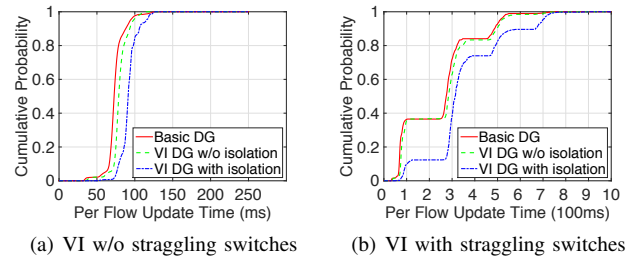 Cumulative Probability
1
0.8
0.6
0.4
0.2
0
Basic DG
VI DG w/o isolation
VI DG with isolation
0 50 100 150 200 250
Per Flow Update Time (ms)
(a) VI w/o straggling switches
Cumulative Probability
1
0.8
0.6
0.4
0.2
0
Basic DG
VI DG w/o isolation
VI DG with isolation
0 1 2 3 4 5 6 7 8 9 10
Per Flow Update Time (100ms)
(b) VI with straggling switches